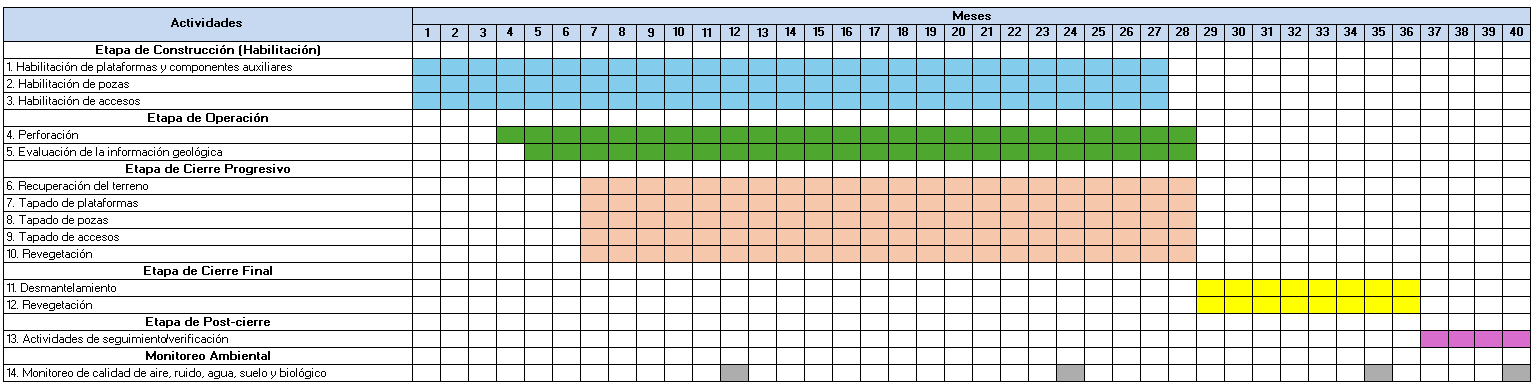 Actividades
Meses
1 2 3 4 5 6 7 8 9 10 11 12 13 14 15 16 17 18 19 20 21 22 23 24 25 26 27 28 29 30 31 32 33 34 35 36 37 38 39 40
Etapa de Construcción (Habilitación)
1. Habilitación de plataformas y componentes auxiliares
2. Habilitación de pozas
3. Habilitación de accesos
Etapa de Operación
4. Perforación
5. Evaluación de la información geológica
Etapa de Cierre Progresivo
6. Recuperación del terreno
7. Tapado de plataformas
8. Tapado de pozas
9. Tapado de accesos
10. Revegetación
Etapa de Cierre Final
11. Desmantelamiento
12. Revegetación
Etapa de Post-cierre
13. Actividades de seguimiento/verificación
Monitoreo Ambiental
14. Monitoreo de calidad de aire, ruido, agua, suelo y biológico